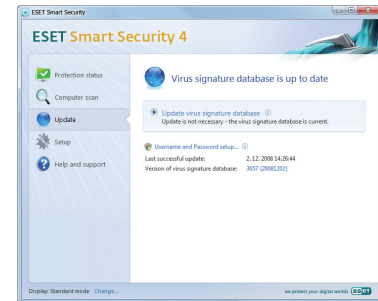 ESET Smart Security
ESET Smart Security 4
Protection status
Computer scan
Update
Setup
Help and support
Virus signature database is up to date
Update virus signature database
Update is not necessary - the virus signature database is current.
Username and Password setup...
Last successful update: 2. 12. 2008 14:26:44
Version of virus signature database: 3657 (20081202)
Display: Standard mode Change...
we protect your digital worlds eseT